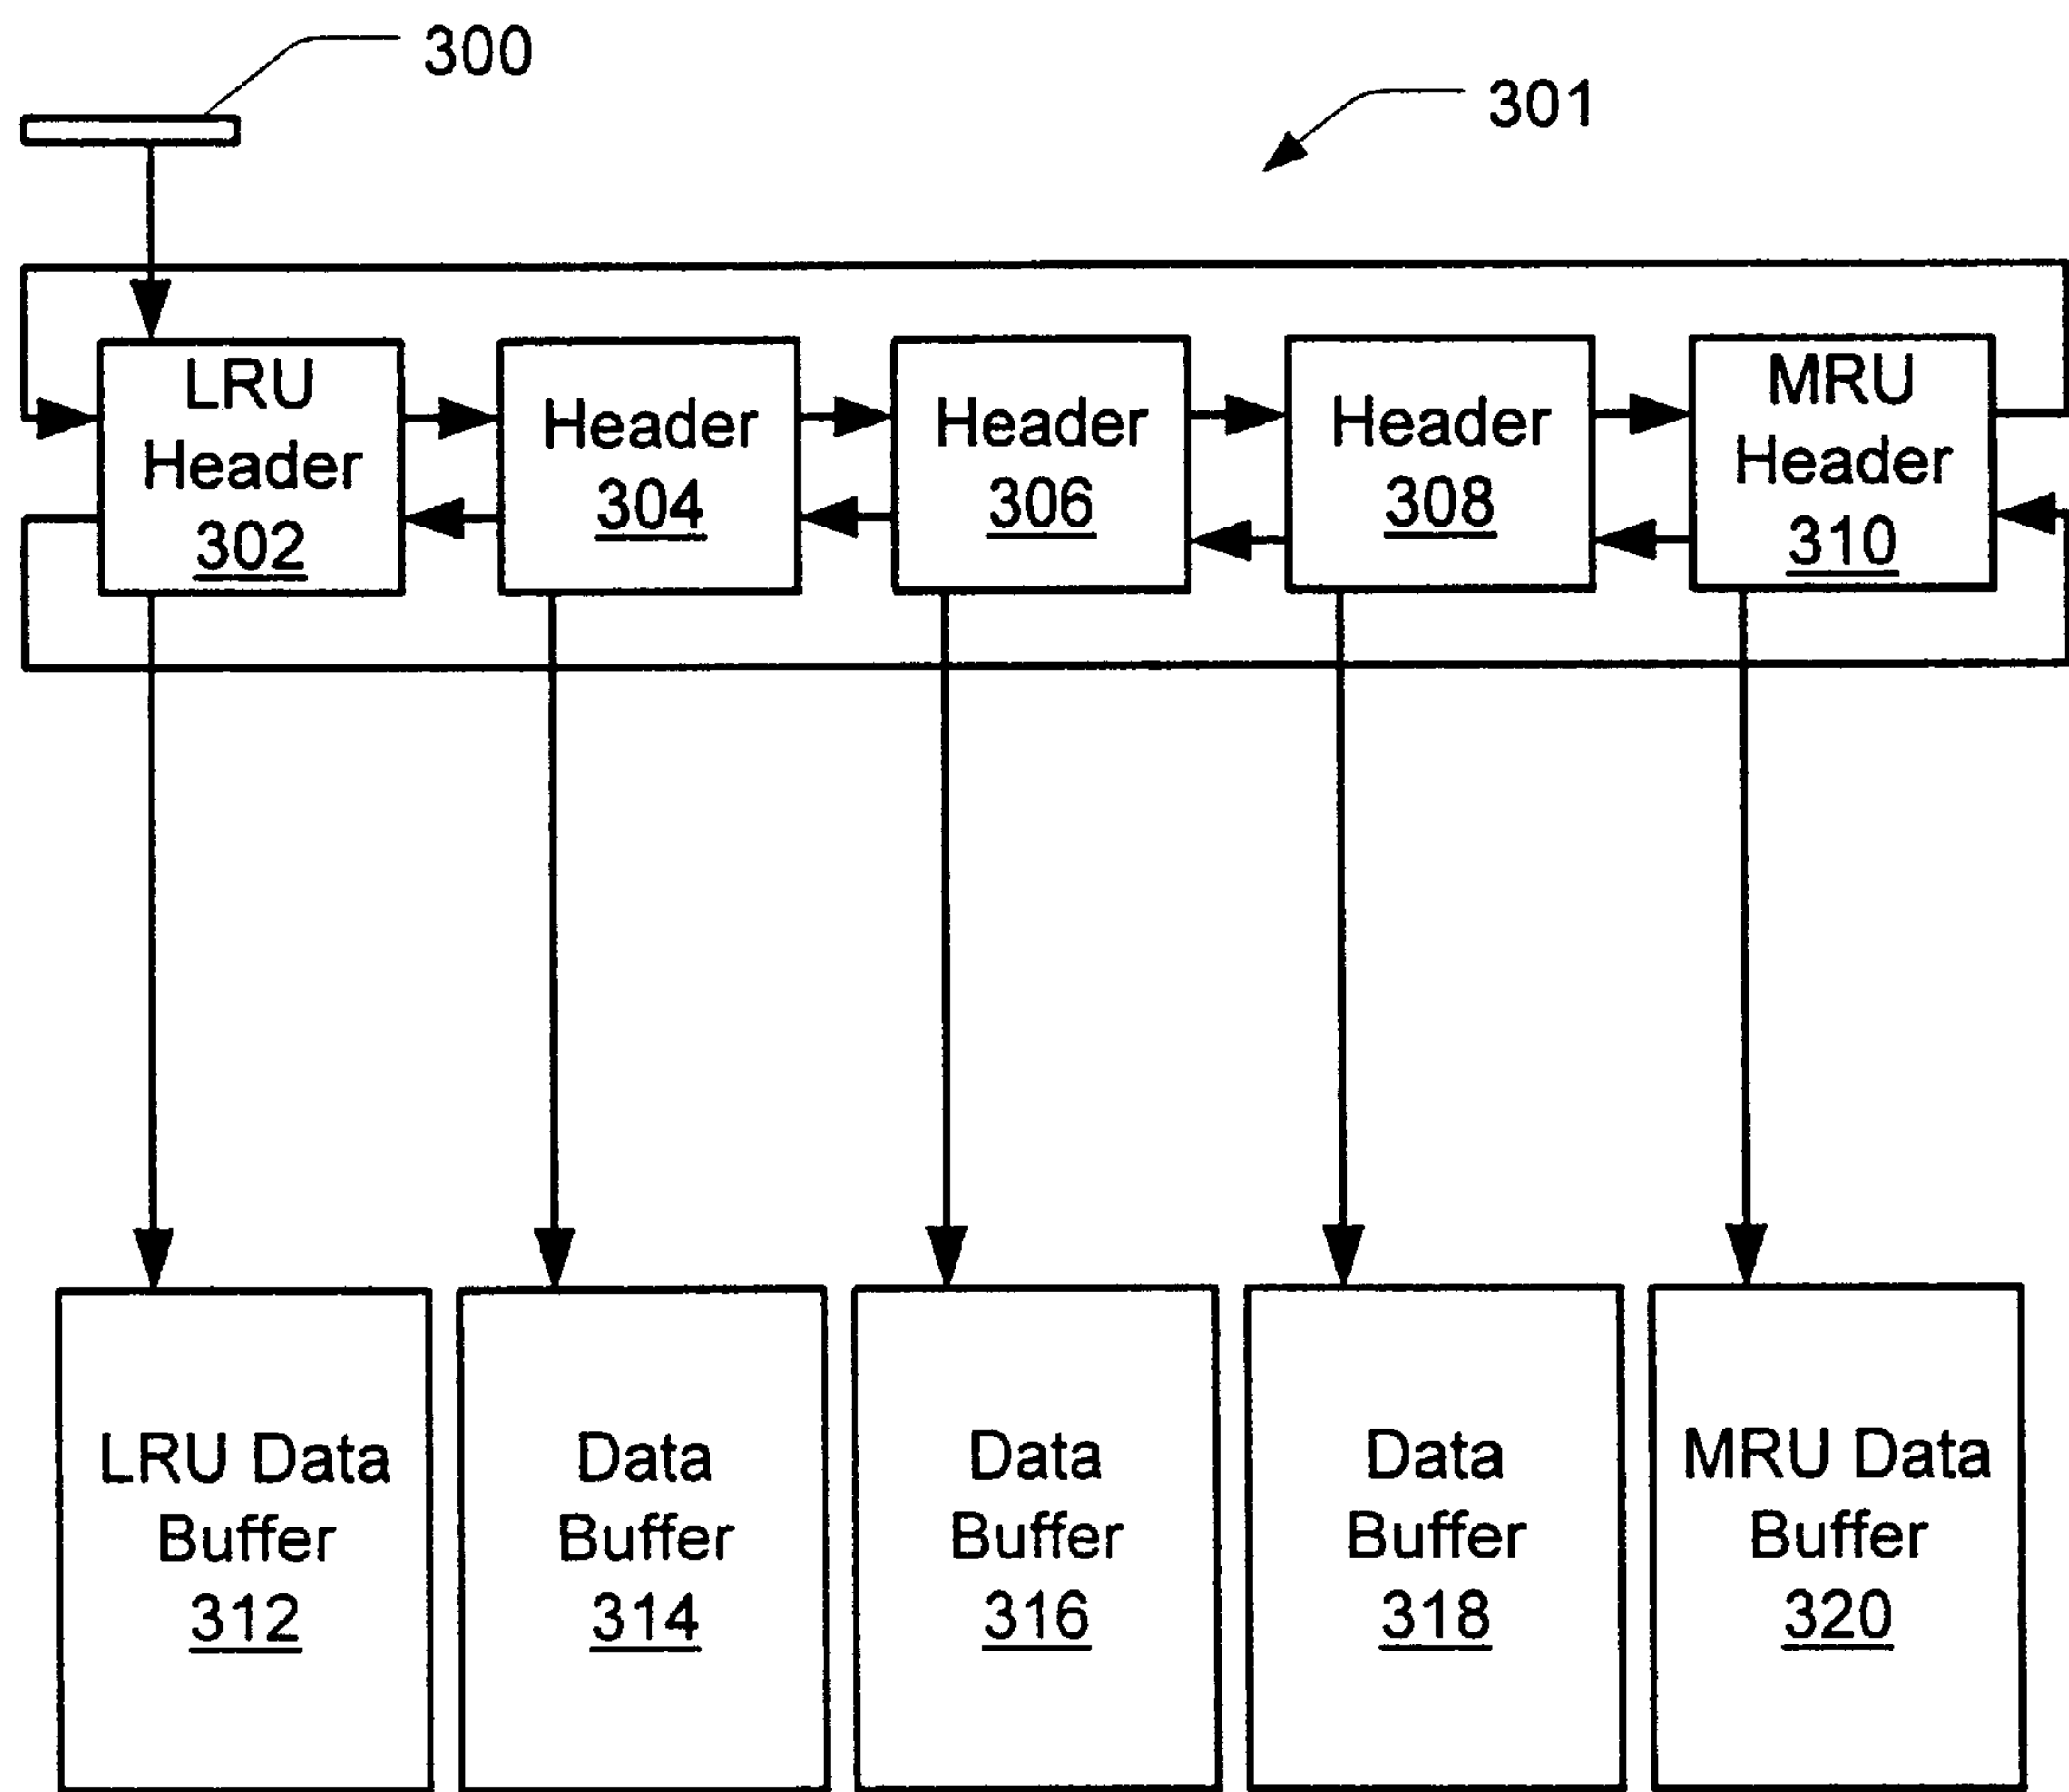 300
301
LRU
Header
302
Header
304
Header
306
Header
308
MRU
Header
310
LRU Data
Buffer
312
Data
Buffer
314
Data
Buffer
316
Data
Buffer
318
MRU Data
Buffer
320